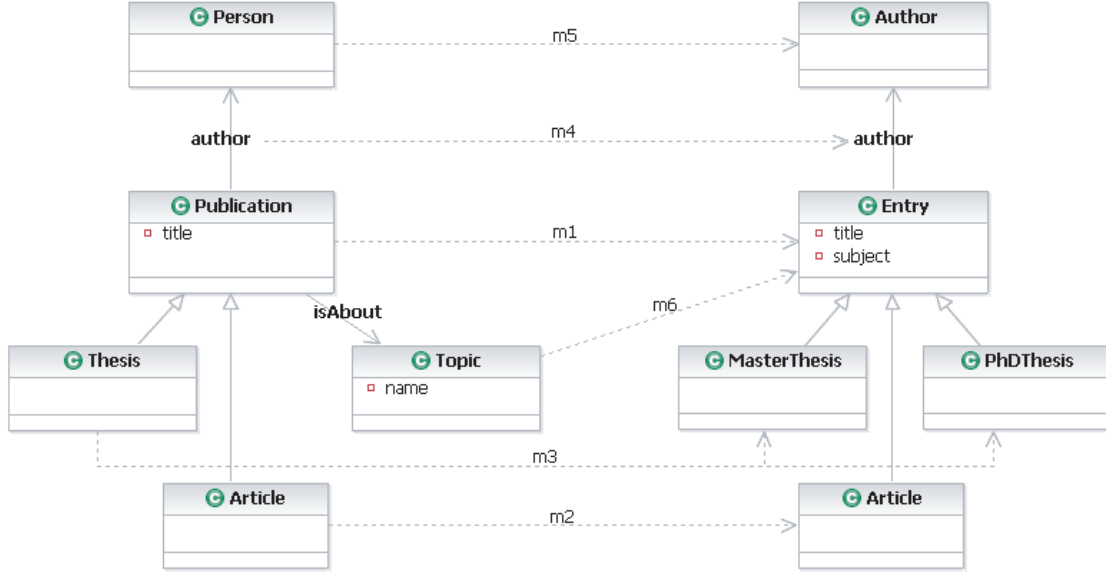 C Person
C Author
m5
author
m4
author
C Publication
title
m1
C Entry
title
subject
isAbout
m6
C Thesis
C Topic
name
C MasterThesis
C PhDThesis
m3
C Article
m2
C Article